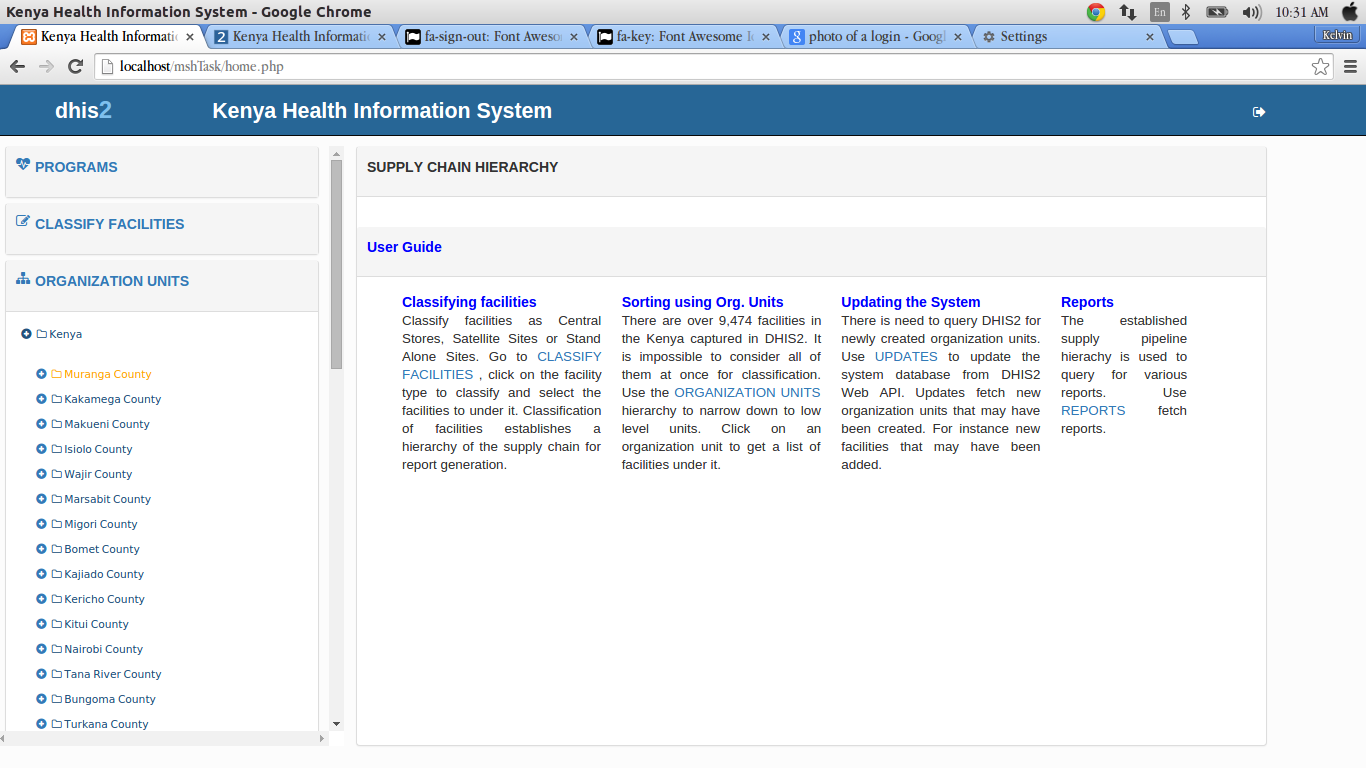 Kenya Health Information System - Google Chrome
En
10:31 AM
Kenya Health Informati
2 Kenya Health Informati
fa-sign-out: Font Aweso
fa-key: Font Awesome I
g photo of a login - Googl
Settings
Kelvin
localhost/mshTask/home.php
dhis2
Kenya Health Information System
PROGRAMS
CLASSIFY FACILITIES
ORGANIZATION UNITS
Kenya
Muranga County
Kakamega County
Makueni County
Isiolo County
Wajir County
Marsabit County
Migori County
Bomet County
Kajiado County
Kericho County
Kitui County
Nairobi County
Tana River County
Bungoma County
Turkana County
SUPPLY CHAIN HIERARCHY
User Guide
Classifying facilities
Classify facilities as Central
Stores, Satellite Sites or Stand
Alone Sites. Go to CLASSIFY
FACILITIES , click on the facility
type to classify and select the
facilities to under it. Classification
of facilities establishes a
hierarchy of the supply chain for
report generation.
Sorting using Org. Units
There are over 9,474 facilities in
the Kenya captured in DHIS2. It
is impossible to consider all of
them at once for classification.
Use the ORGANIZATION UNITS
hierarchy to narrow down to low
level units. Click on an
organization unit to get a list of
facilities under it.
Updating the System
There is need to query DHIS2 for
newly created organization units.
Use UPDATES to update the
system database from DHIS2
Web API. Updates fetch new
organization units that may have
been created. For instance new
facilities that may have been
added.
Reports
The established
supply pipeline
hierachy is used to
query for various
reports. Use
REPORTS fetch
reports.